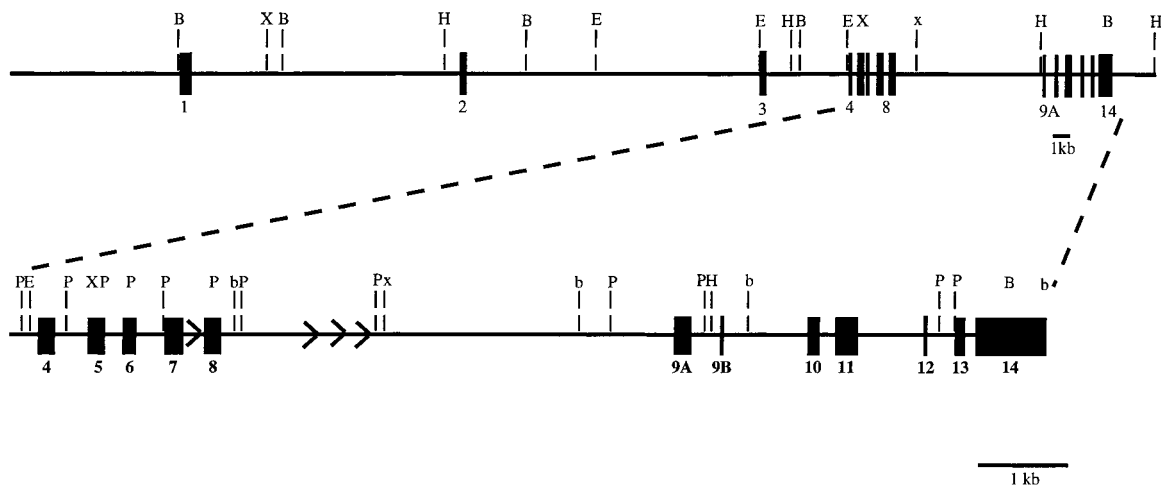 B X B H B E E H B E X x H B H
1 2 3 4 8 9A 14
1kb
P E P X P P P P b P P x b P P H b P P B b
4 5 6 7 8 9A 9B 10 11 12 13 14
1 kb